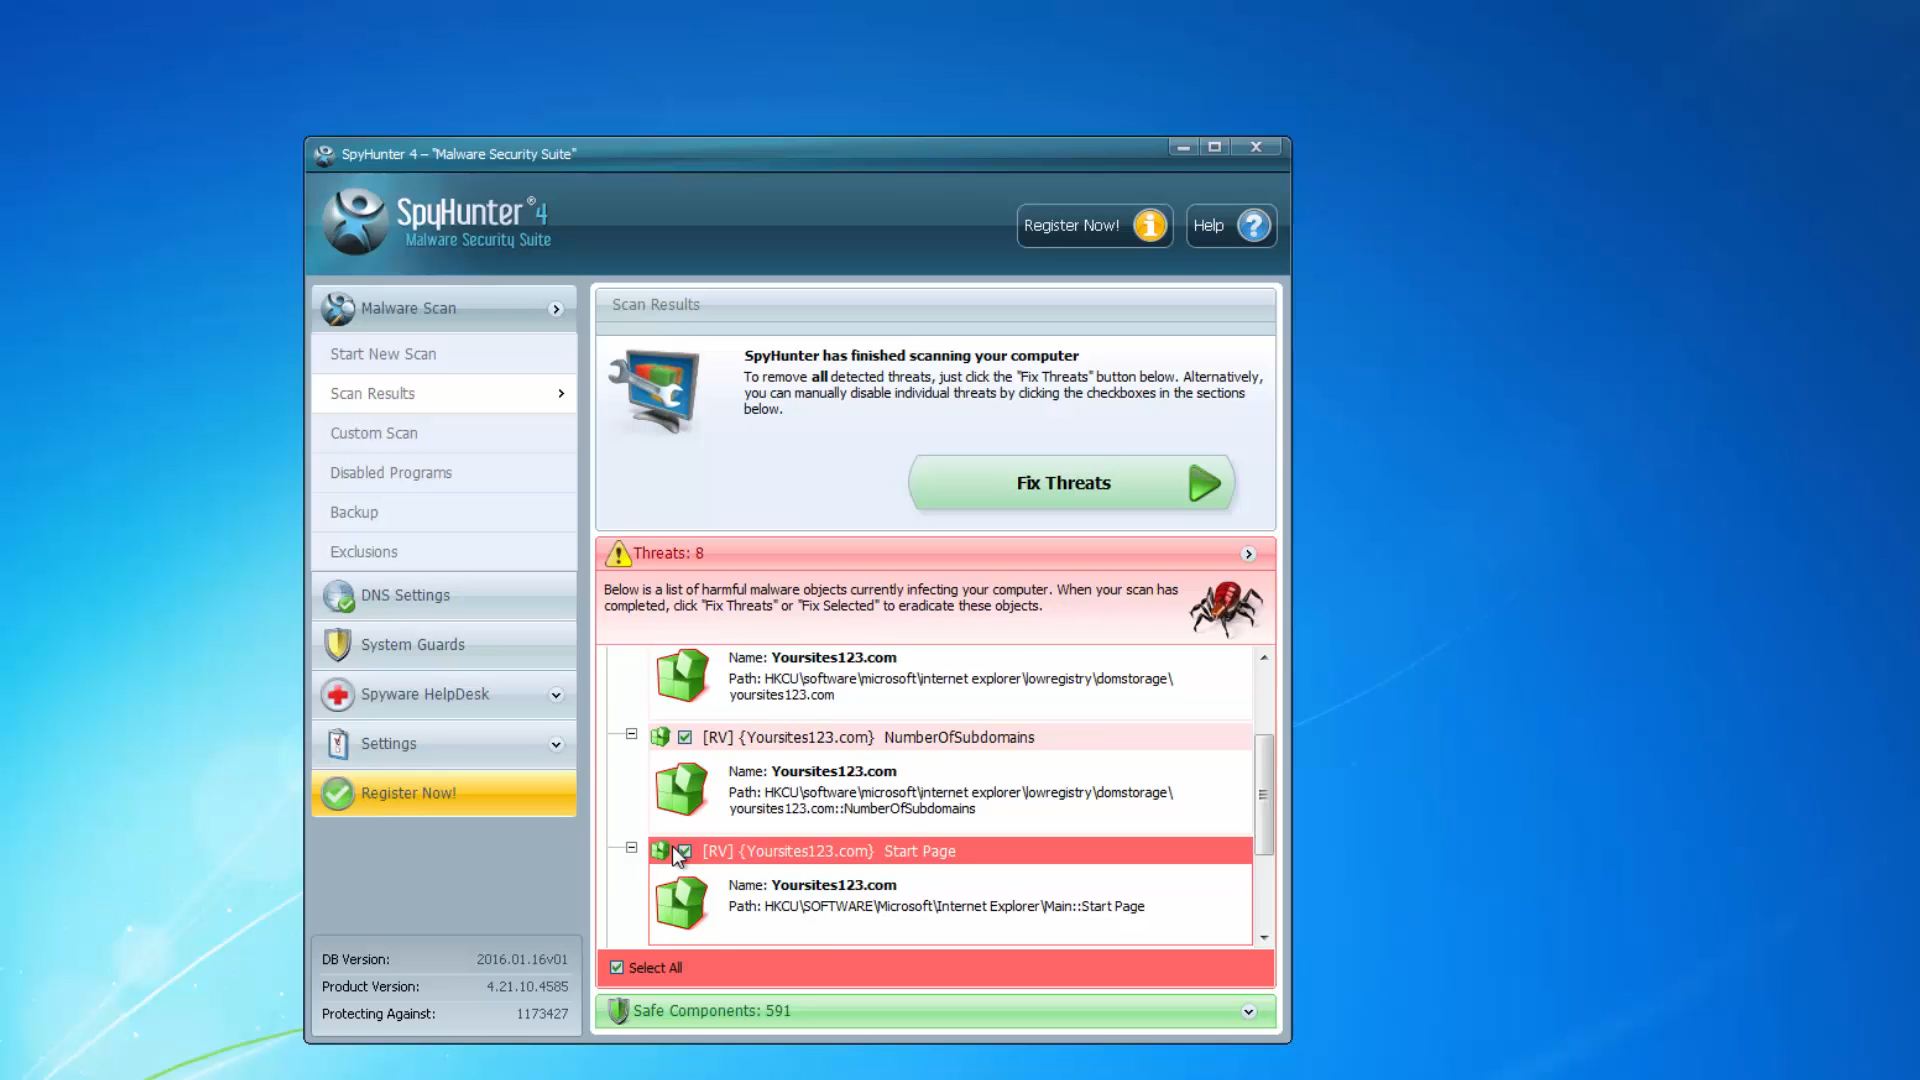 SpyHunter 4 – "Malware Security Suite"
SpyHunter® 4
Malware Security Suite
Register Now!
Help
Malware Scan
Start New Scan
Scan Results
Custom Scan
Disabled Programs
Backup
Exclusions
DNS Settings
System Guards
Spyware HelpDesk
Settings
Register Now!
DB Version: 2016.01.16v01
Product Version: 4.21.10.4585
Protecting Against: 1173427
Scan Results
SpyHunter has finished scanning your computer
To remove all detected threats, just click the "Fix Threats" button below. Alternatively,
you can manually disable individual threats by clicking the checkboxes in the sections
below.
Fix Threats
Threats: 8
Below is a list of harmful malware objects currently infecting your computer. When your scan has
completed, click "Fix Threats" or "Fix Selected" to eradicate these objects.
Name: Yoursites123.com
Path: HKCU\software\microsoft\internet explorer\lowregistry\domstorage\
yoursites123.com
[RV] {Yoursites123.com} NumberOfSubdomains
Name: Yoursites123.com
Path: HKCU\software\microsoft\internet explorer\lowregistry\domstorage\
yoursites123.com::NumberOfSubdomains
[RV] {Yoursites123.com} Start Page
Name: Yoursites123.com
Path: HKCU\SOFTWARE\Microsoft\Internet Explorer\Main::Start Page
Select All
Safe Components: 591